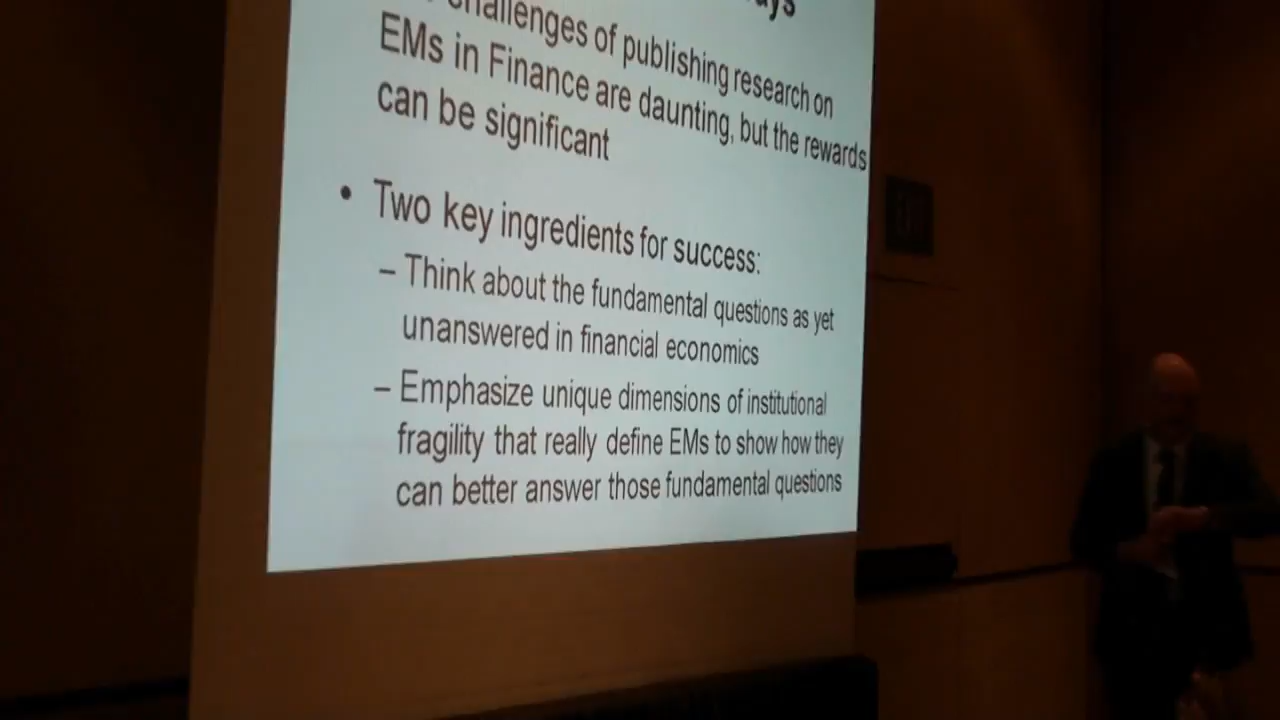 challenges of publishing research on
EMs in Finance are daunting, but the rewards
can be significant
• Two key ingredients for success:
– Think about the fundamental questions as yet
unanswered in financial economics
– Emphasize unique dimensions of institutional
fragility that really define EMs to show how they
can better answer those fundamental questions